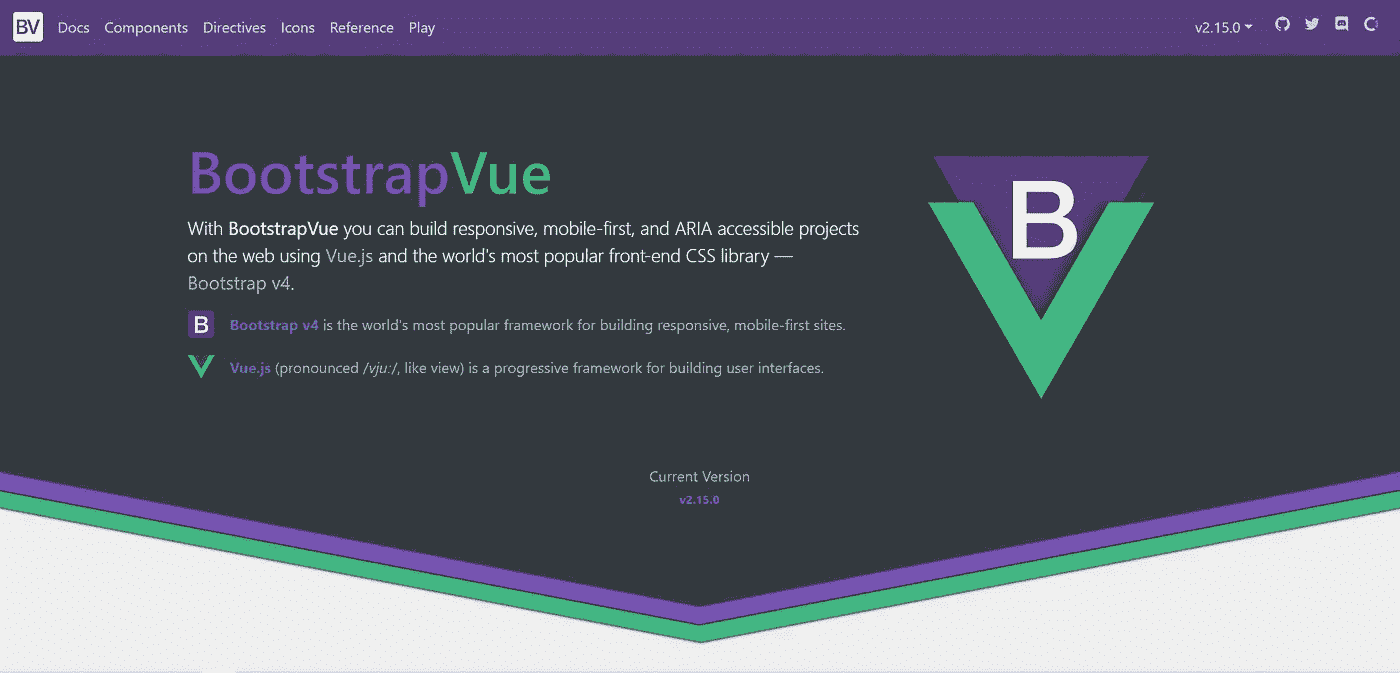 BV Docs Components Directives Icons Reference Play v2.15.0
BootstrapVue
With BootstrapVue you can build responsive, mobile-first, and ARIA accessible projects
on the web using Vue.js and the world's most popular front-end CSS library —
Bootstrap v4.
B Bootstrap v4 is the world's most popular framework for building responsive, mobile-first sites.
Vue.js (pronounced /vju:/, like view) is a progressive framework for building user interfaces.
B
Current Version
v2.15.0